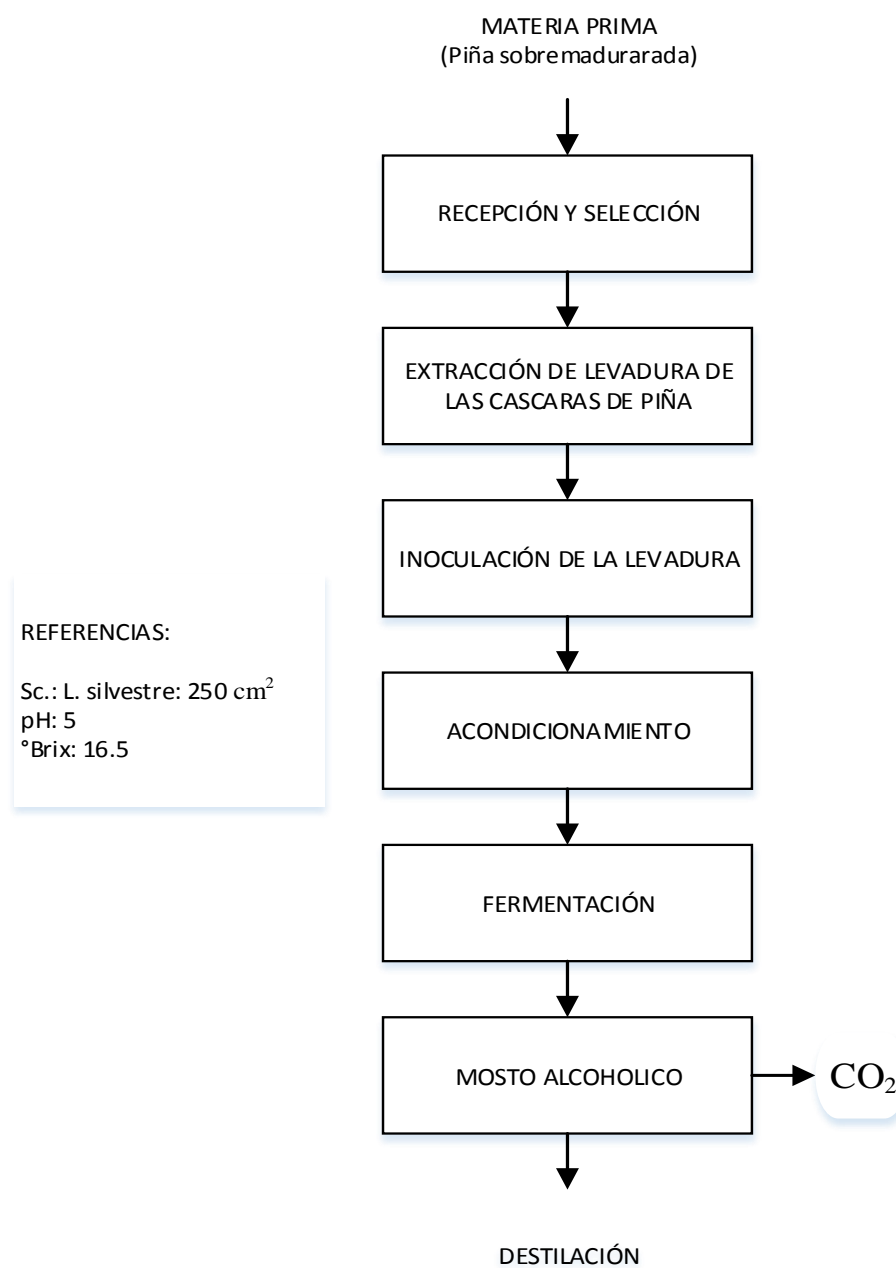 MATERIA PRIMA
(Piña sobremadurarada)
RECEPCIÓN Y SELECCIÓN
EXTRACCIÓN DE LEVADURA DE
LAS CASCARAS DE PIÑA
INOCULACIÓN DE LA LEVADURA
REFERENCIAS:
Sc.: L. silvestre: 250 cm²
pH: 5
°Brix: 16.5
ACONDICIONAMIENTO
FERMENTACIÓN
MOSTO ALCOHOLICO
CO₂
DESTILACIÓN